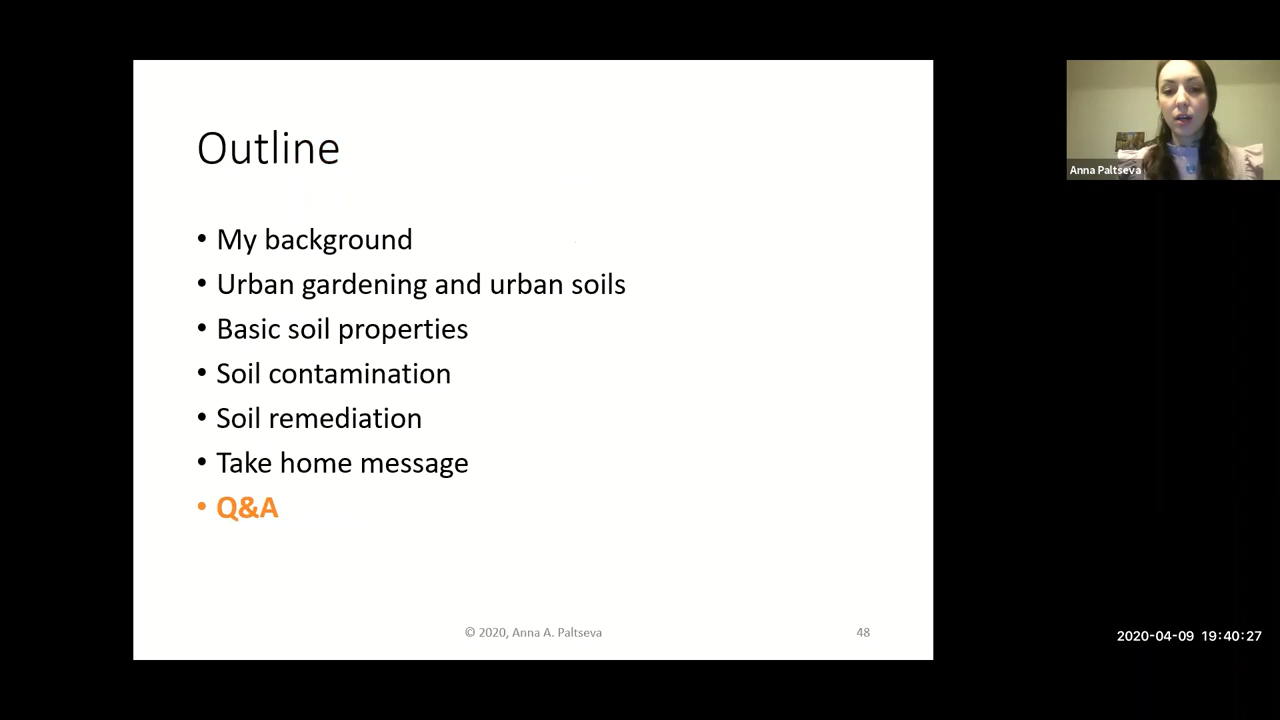 Outline
• My background
• Urban gardening and urban soils
• Basic soil properties
• Soil contamination
• Soil remediation
• Take home message
• Q&A
© 2020, Anna A. Paltseva
48
Anna Paltseva
2020-04-09 19:40:27